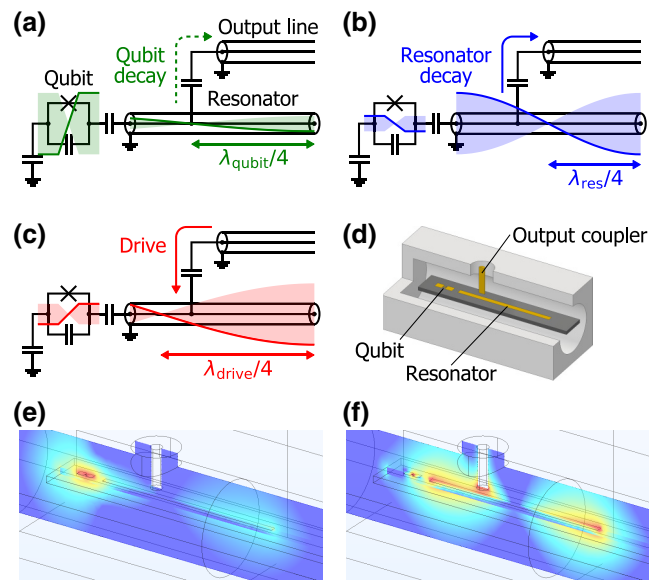 (a)
Output line
Qubit
decay
Qubit
Resonator
λqubit/4
(b)
Resonator
decay
λres/4
(c)
Drive
λdrive/4
(d)
Output coupler
Qubit
Resonator
(e)
(f)